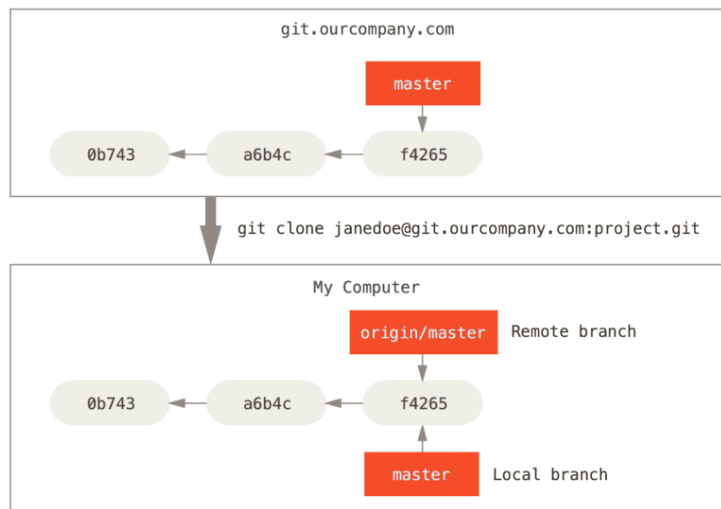 git.ourcompany.com
master
0b743 a6b4c f4265
git clone janedoe@git.ourcompany.com:project.git
My Computer
origin/master Remote branch
0b743 a6b4c f4265
master Local branch